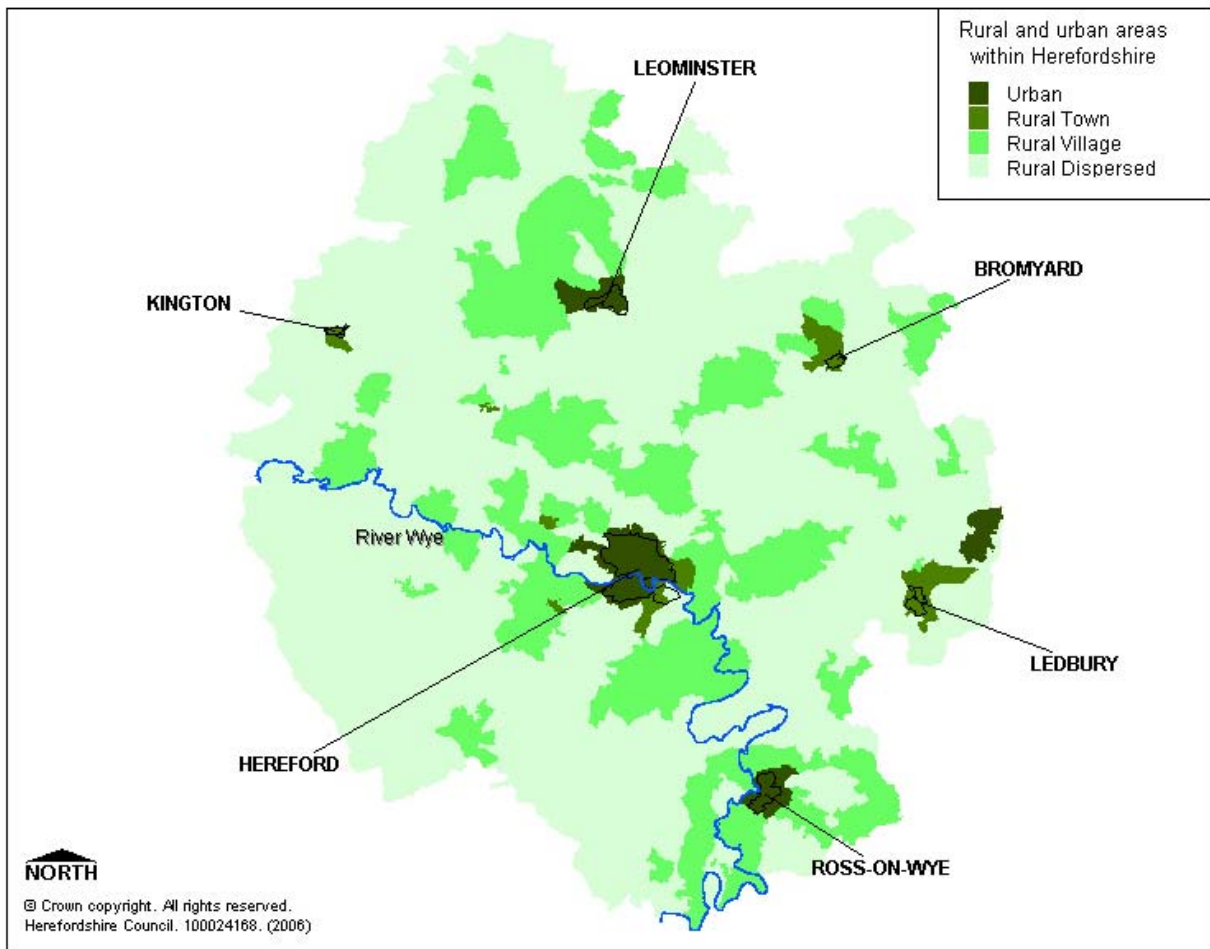 Rural and urban areas
within Herefordshire
Urban
Rural Town
Rural Village
Rural Dispersed
LEOMINSTER
BROMYARD
KINGTON
River Wye
LEDBURY
HEREFORD
ROSS-ON-WYE
NORTH
© Crown copyright. All rights reserved.
Herefordshire Council. 100024168. (2006)